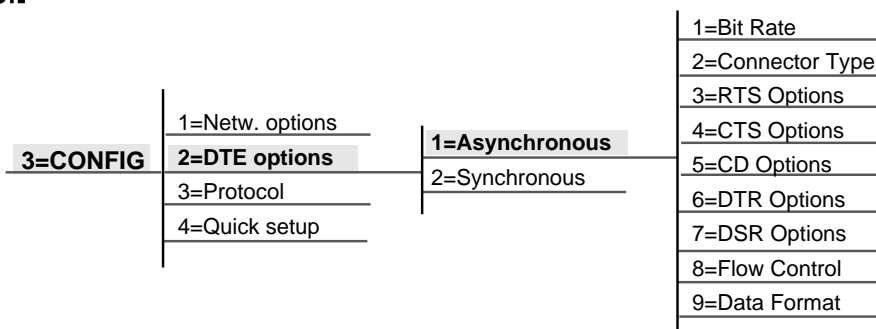 3=CONFIG
1=Netw. options
2=DTE options
3=Protocol
4=Quick setup
1=Asynchronous
2=Synchronous
1=Bit Rate
2=Connector Type
3=RTS Options
4=CTS Options
5=CD Options
6=DTR Options
7=DSR Options
8=Flow Control
9=Data Format